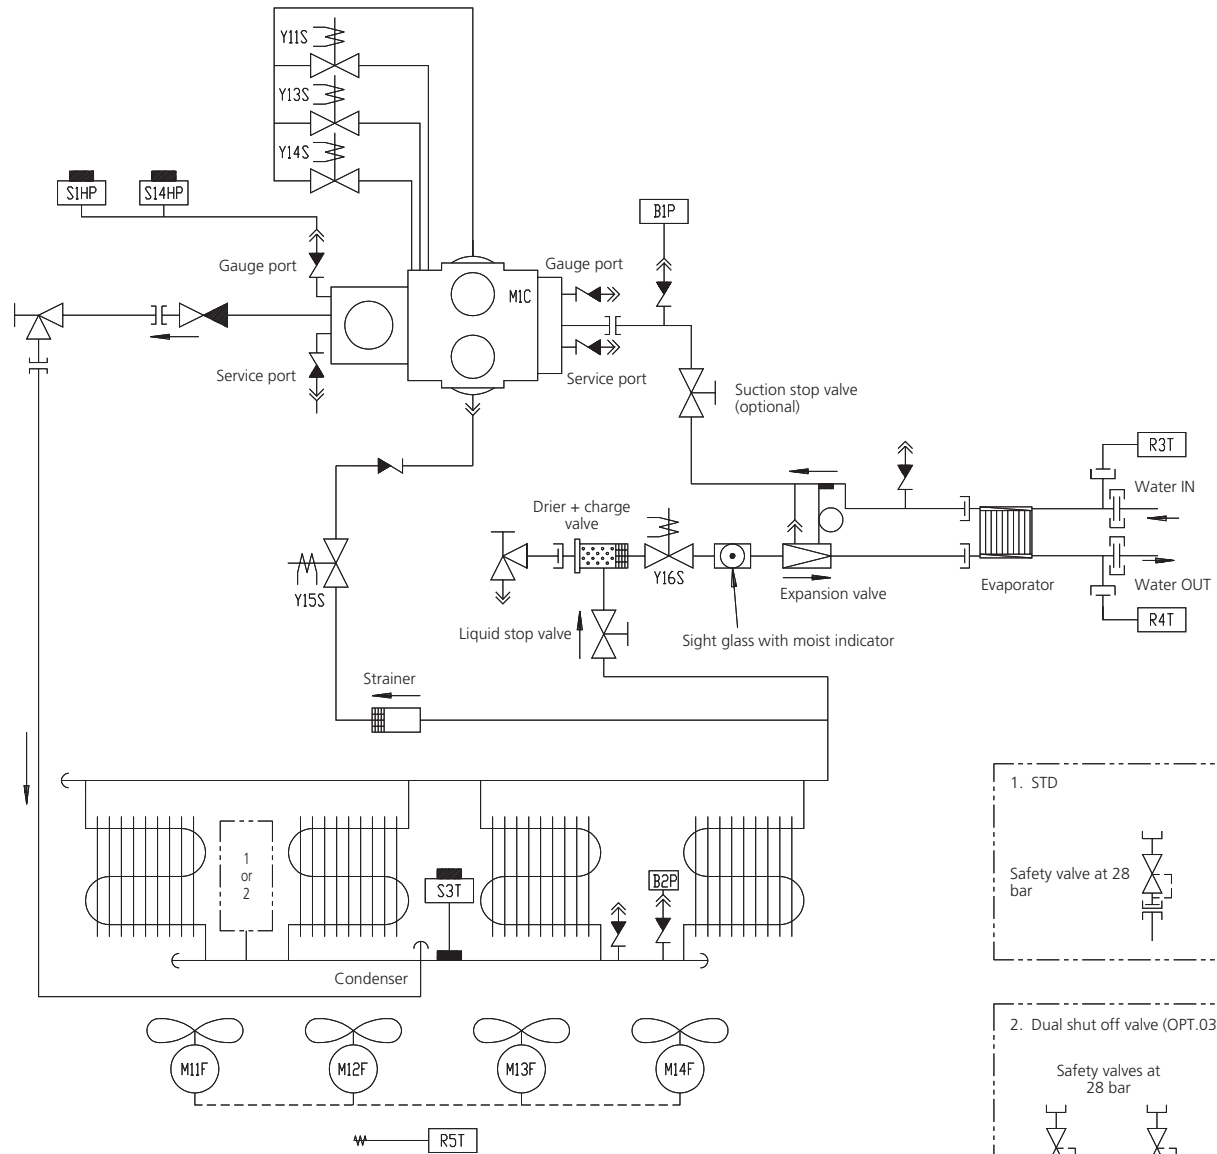 Y11S
Y13S
Y14S
S1HP
S14HP
B1P
Gauge port
Gauge port
M1C
Service port
Service port
Suction stop valve
(optional)
R3T
Water IN
Drier + charge
valve
Y16S
Y15S
Expansion valve
Evaporator
Water OUT
R4T
Liquid stop valve
Sight glass with moist indicator
Strainer
1. STD
Safety valve at 28
bar
1
or
2
S3T
B2P
Condenser
2. Dual shut off valve (OPT.03
Safety valves at
28 bar
M11F
M12F
M13F
M14F
R5T